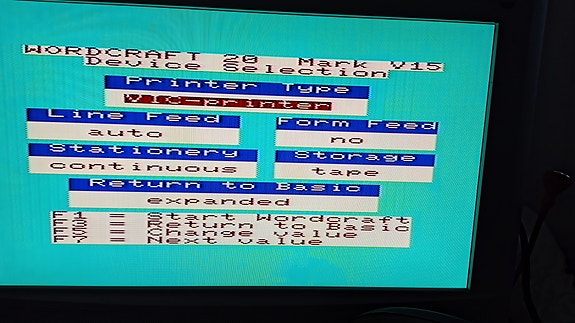 WORDCRAFT 20 Mark V15
Device Selection
Printer Type
VIC-printer
Line Feed Form Feed
auto no
Stationery Storage
continuous tape
Return to Basic
expanded
F1 = Start Wordcraft
F3 = Return to Basic
F5 = Change value
F7 = Next value